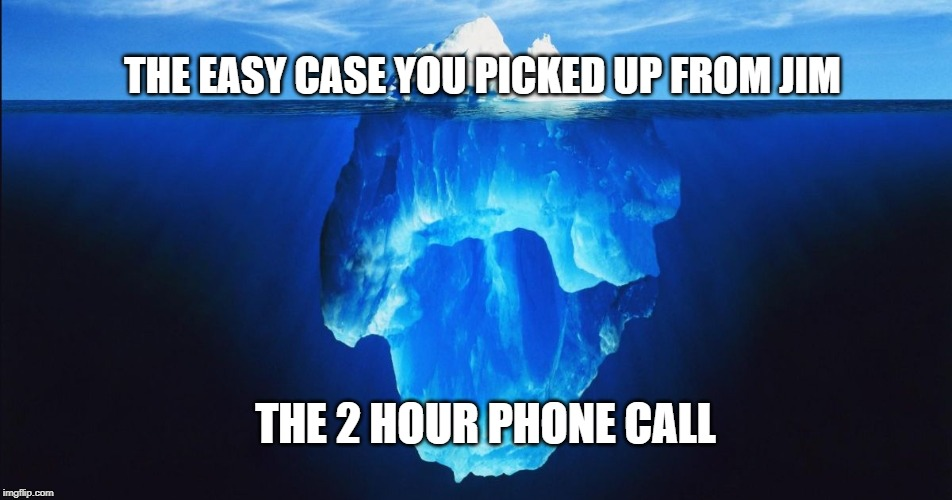 THE EASY CASE YOU PICKED UP FROM JIM
THE 2 HOUR PHONE CALL
imgflip.com